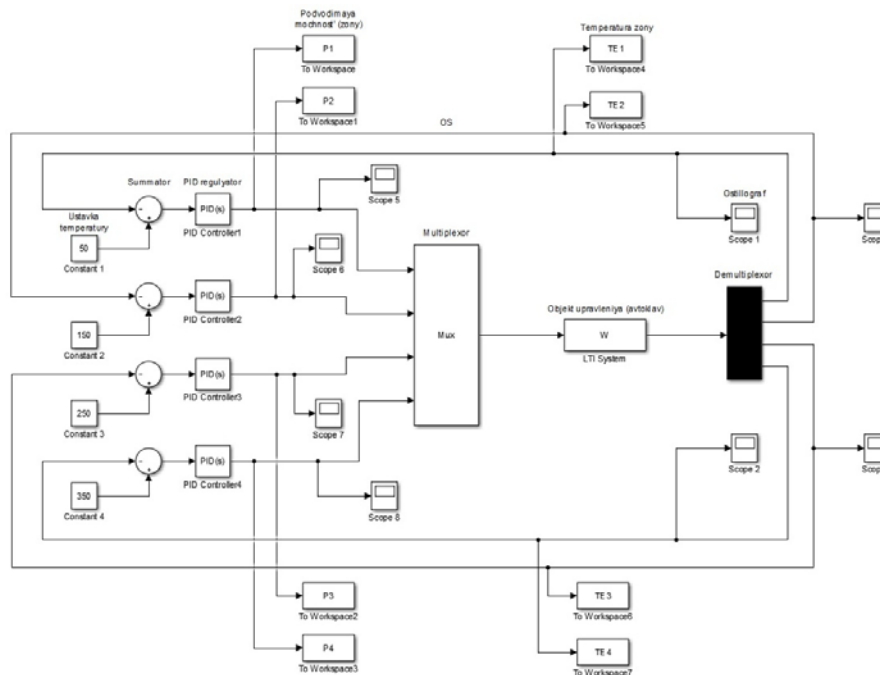 Podvodimaya
mochnost' (zony)
P1
To Workspace
P2
To Workspace1
Temperatura zony
TE 1
To Workspace4
TE 2
To Workspace5
OS
Summator
PID regulyator
PID(s)
PID Controller1
Ustavka
temperatury
50
Constant 1
Scope 5
Scope 6
Multiplexor
Ostillograf
Scope 1
Scop
Demultiplexor
PID(s)
PID Controller2
150
Constant 2
Mux
Objekt upravleniya (avtoklav)
W
LTI System
PID(s)
PID Controller3
250
Constant 3
Scope 7
PID(s)
PID Controller4
350
Constant 4
Scope 8
Scope 2
Scop
P3
To Workspace2
P4
To Workspace3
TE 3
To Workspace6
TE 4
To Workspace7